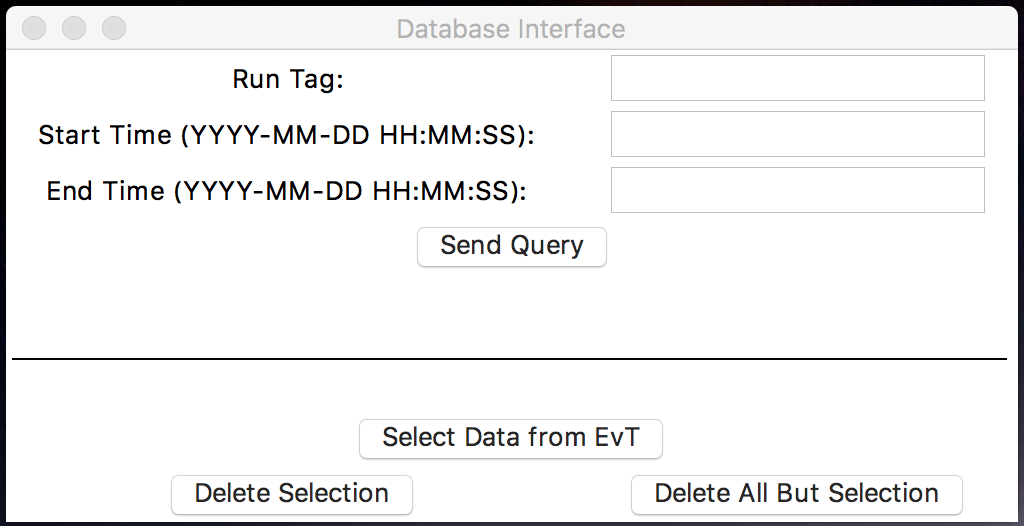 Database Interface
Run Tag:
Start Time (YYYY-MM-DD HH:MM:SS):
End Time (YYYY-MM-DD HH:MM:SS):
Send Query
Select Data from EvT
Delete Selection
Delete All But Selection